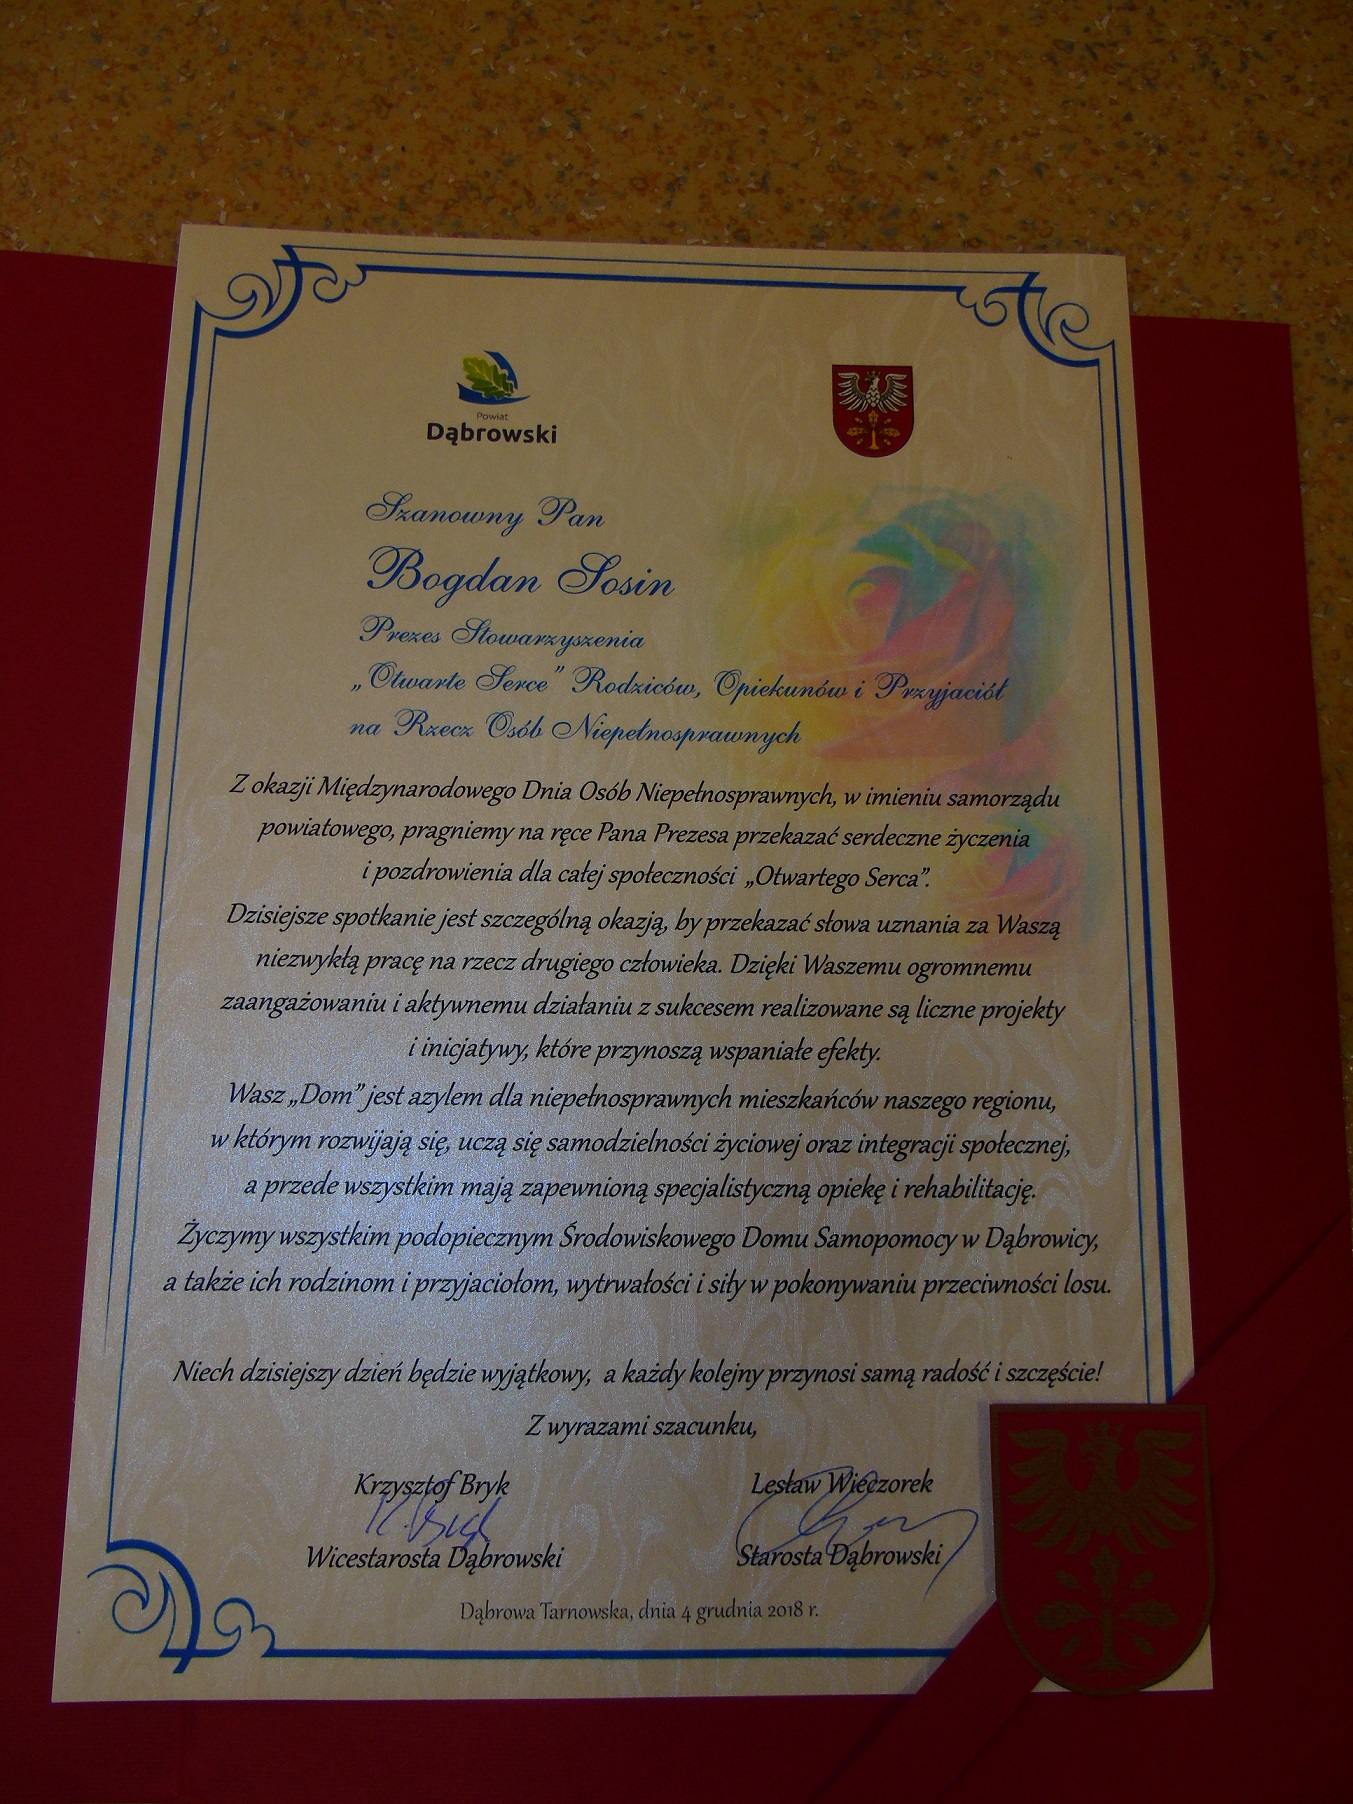 Powiat
Dąbrowski
Szanowny Pan
Bogdan Sosin
Prezes Stowarzyszenia
„Otwarte Serce” Rodziców, Opiekunów i Przyjaciół
na Rzecz Osób Niepełnosprawnych
Z okazji Międzynarodowego Dnia Osób Niepełnosprawnych, w imieniu samorządu
powiatowego, pragniemy na ręce Pana Prezesa przekazać serdeczne życzenia
i pozdrowienia dla całej społeczności „Otwartego Serca”.
Dzisiejsze spotkanie jest szczególną okazją, by przekazać słowa uznania za Waszą
niezwykłą pracę na rzecz drugiego człowieka. Dzięki Waszemu ogromnemu
zaangażowaniu i aktywnemu działaniu z sukcesem realizowane są liczne projekty
i inicjatywy, które przynoszą wspaniałe efekty.
Wasz „Dom” jest azylem dla niepełnosprawnych mieszkańców naszego regionu,
w którym rozwijają się, uczą się samodzielności życiowej oraz integracji społecznej,
a przede wszystkim mają zapewnioną specjalistyczną opiekę i rehabilitację.
Życzymy wszystkim podopiecznym Środowiskowego Domu Samopomocy w Dąbrowicy,
a także ich rodzinom i przyjaciołom, wytrwałości i siły w pokonywaniu przeciwności losu.
Niech dzisiejszy dzień będzie wyjątkowy, a każdy kolejny przynosi samą radość i szczęście!
Z wyrazami szacunku,
Krzysztof Bryk Lesław Wieczorek
Wicestarosta Dąbrowski Starosta Dąbrowski
Dąbrowa Tarnowska, dnia 4 grudnia 2018 r.